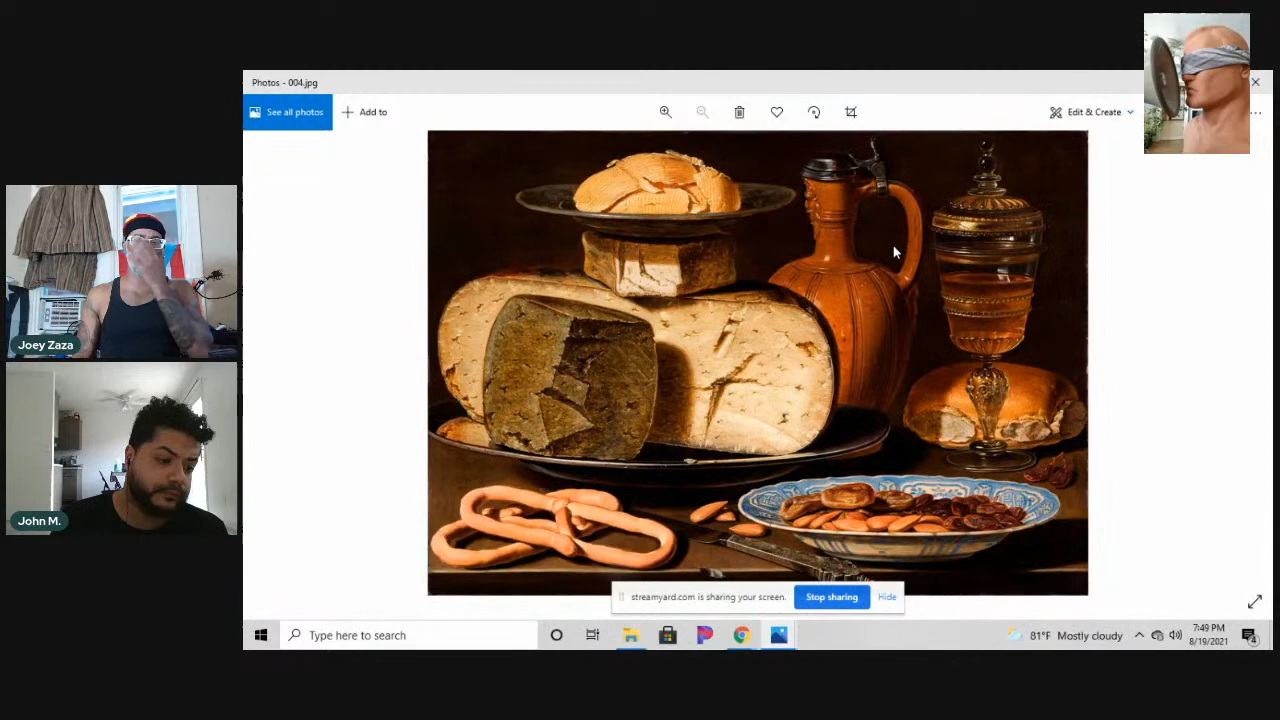 Photos - 004.jpg
See all photos
Add to
Edit & Create
Joey Zaza
John M.
streamyard.com is sharing your screen.
Stop sharing
Hide
Type here to search
81°F Mostly cloudy
7:49 PM
8/19/2021
4